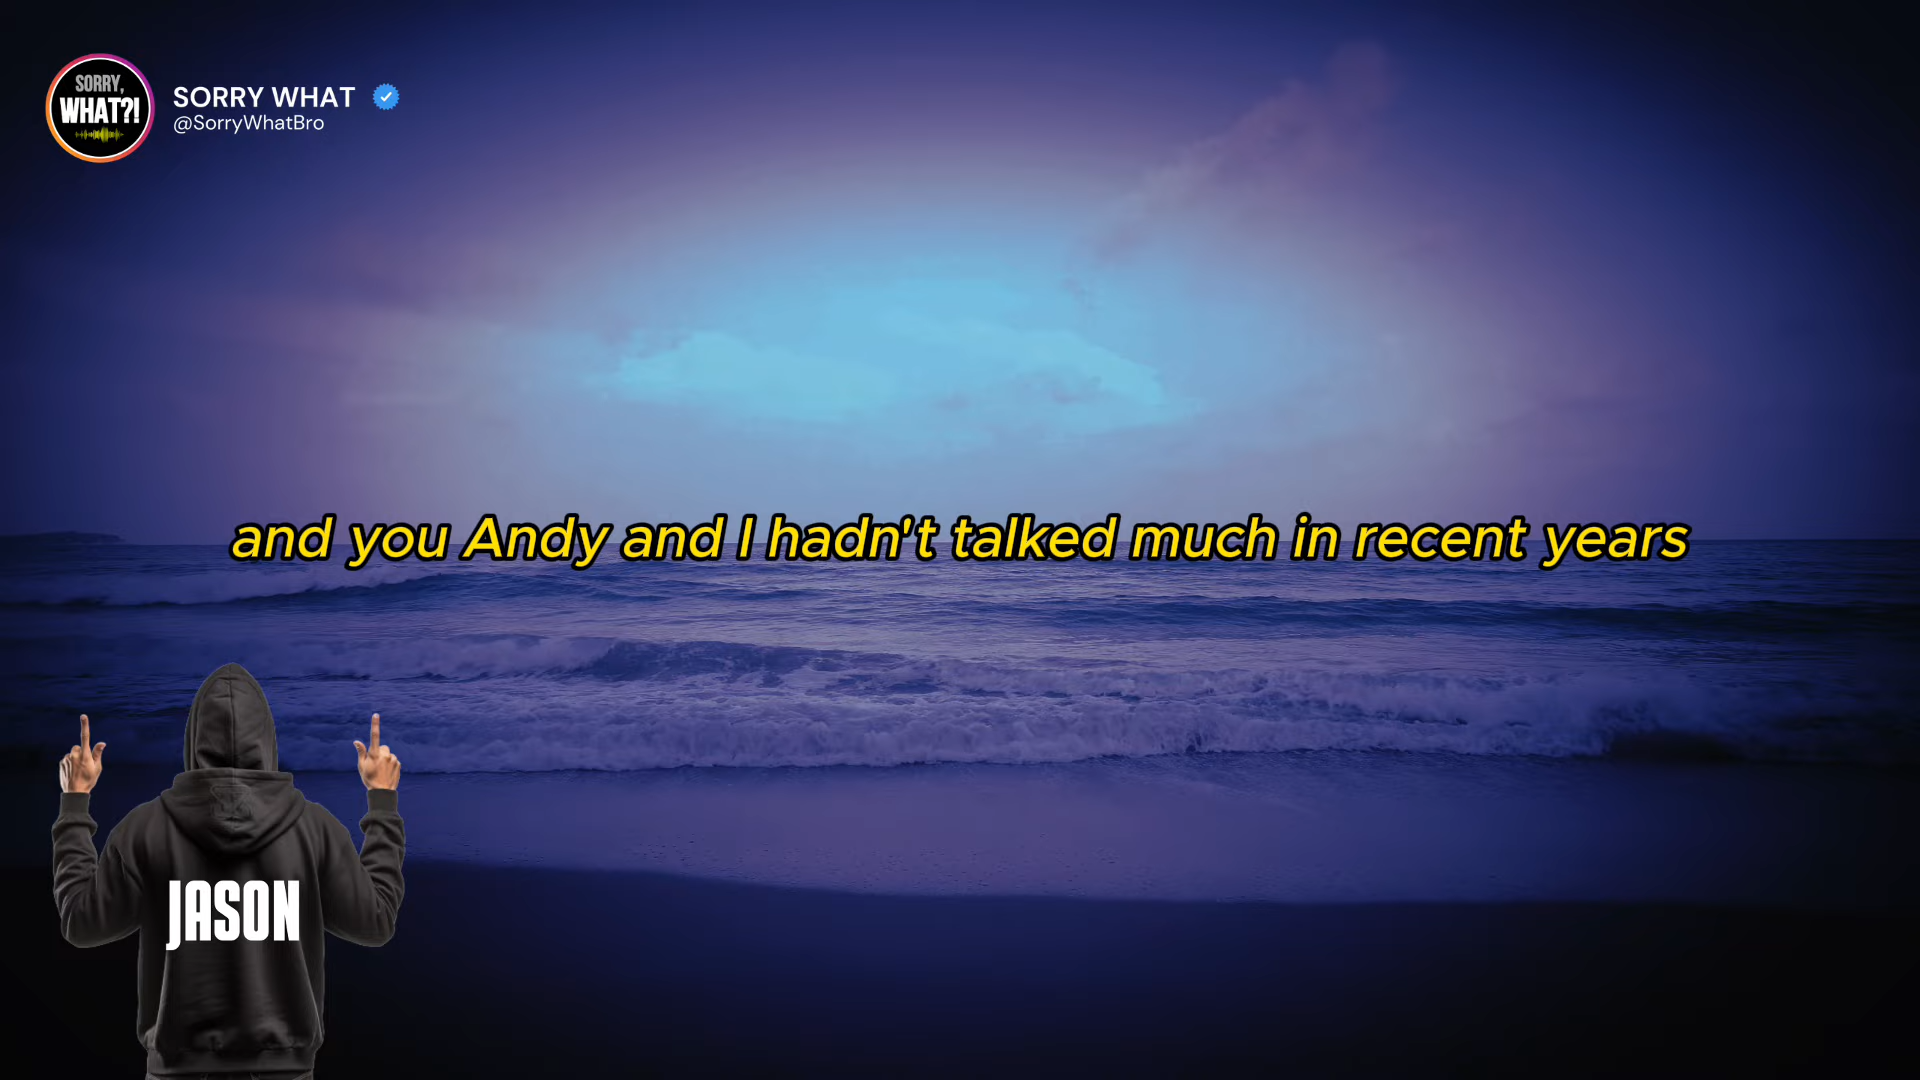 SORRY,
WHAT?!
SORRY WHAT
@SorryWhatBro
and you Andy and I hadn't talked much in recent years
JASON